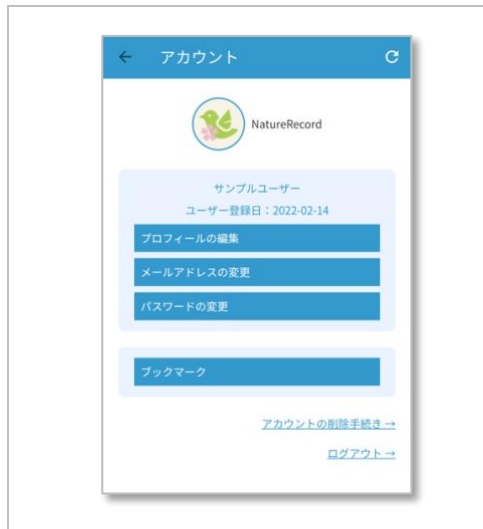 ← アカウント
NatureRecord
サンプルユーザー
ユーザー登録日：2022-02-14
プロフィールの編集
メールアドレスの変更
パスワードの変更
ブックマーク
アカウントの削除手続き→
ログアウト→